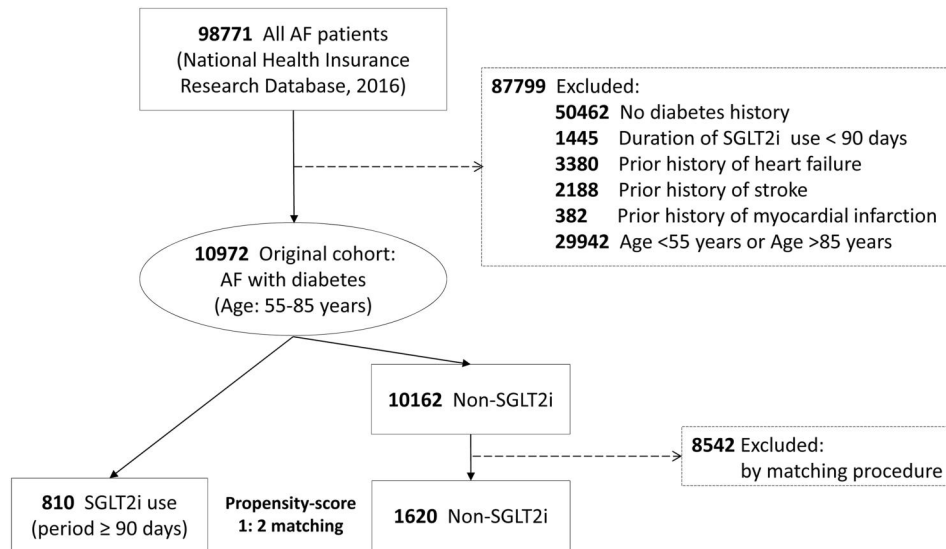 98771 All AF patients
(National Health Insurance
Research Database, 2016)
87799 Excluded:
50462 No diabetes history
1445 Duration of SGLT2i use < 90 days
3380 Prior history of heart failure
2188 Prior history of stroke
382 Prior history of myocardial infarction
29942 Age <55 years or Age >85 years
10972 Original cohort:
AF with diabetes
(Age: 55-85 years)
10162 Non-SGLT2i
8542 Excluded:
by matching procedure
810 SGLT2i use
(period ≥ 90 days)
Propensity-score
1: 2 matching
1620 Non-SGLT2i